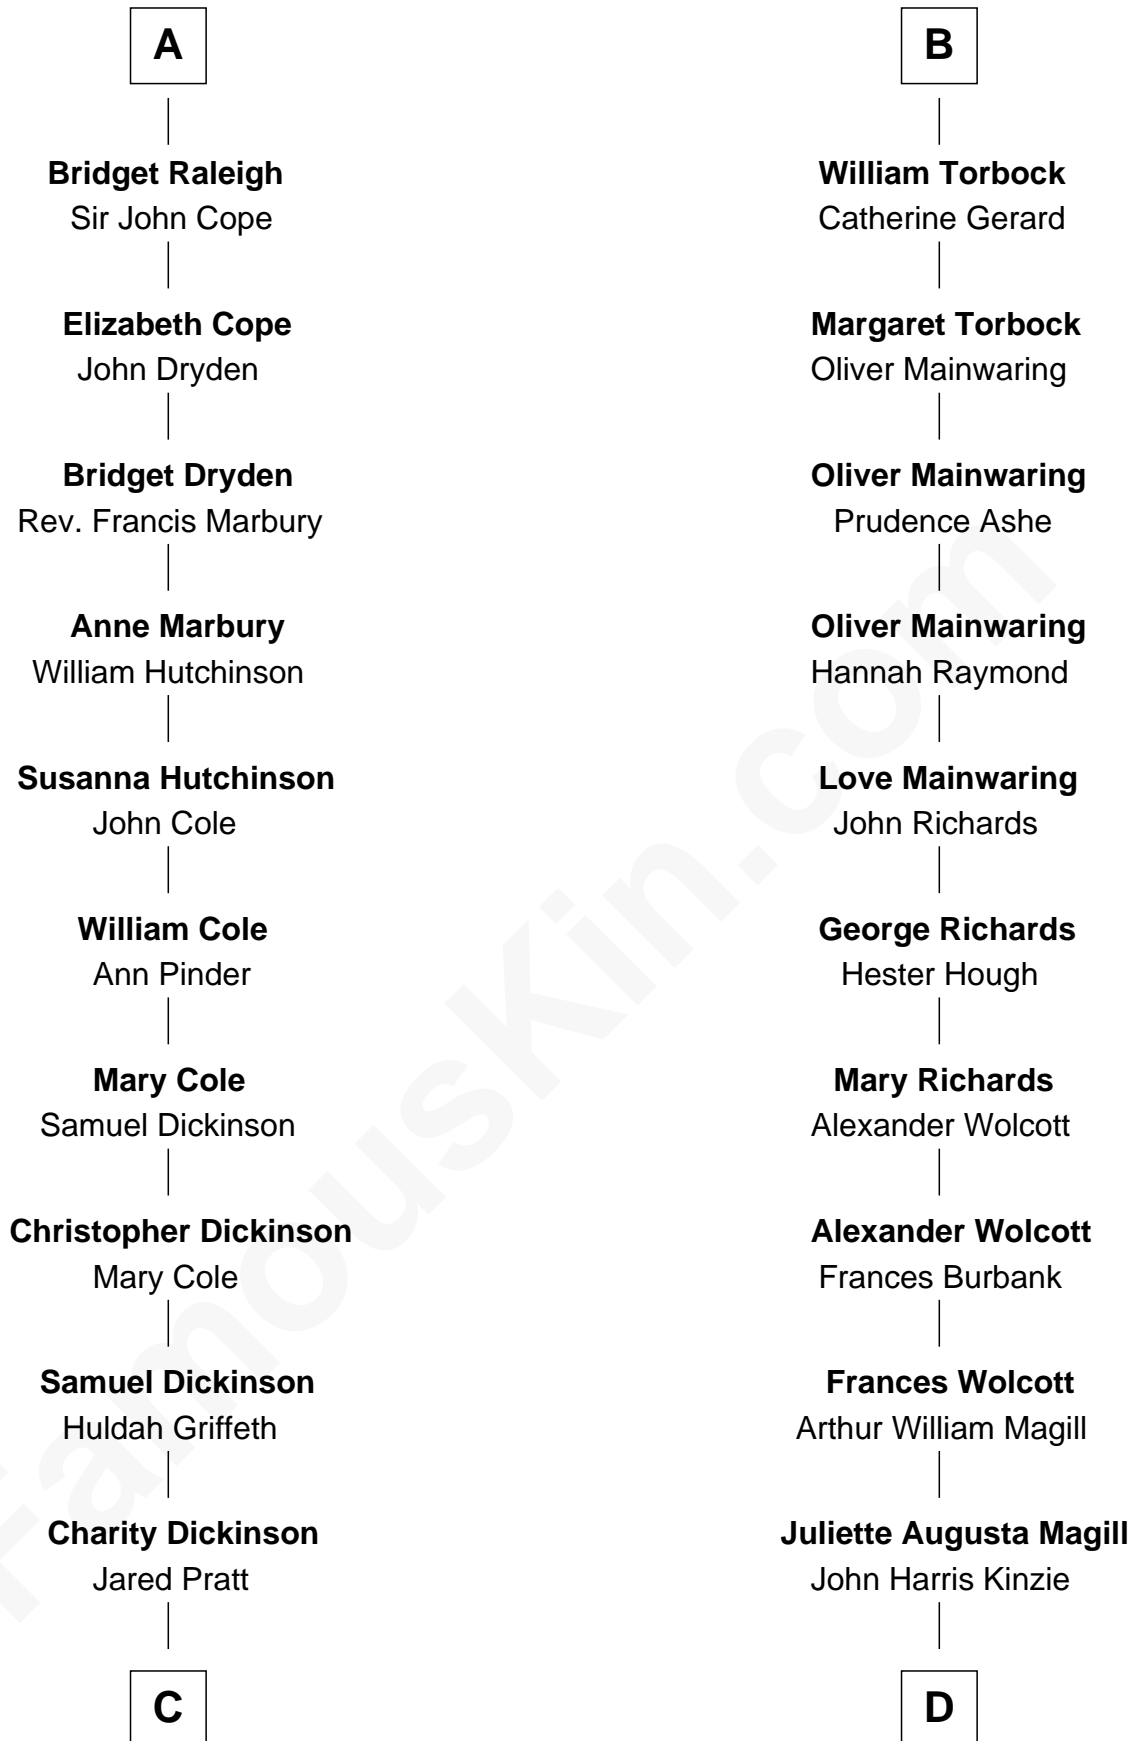 A
Bridget Raleigh
Sir John Cope
Elizabeth Cope
John Dryden
Bridget Dryden
Rev. Francis Marbury
Anne Marbury
William Hutchinson
Susanna Hutchinson
John Cole
William Cole
Ann Pinder
Mary Cole
Samuel Dickinson
Christopher Dickinson
Mary Cole
Samuel Dickinson
Huldah Griffeth
Charity Dickinson
Jared Pratt
C
B
William Torbock
Catherine Gerard
Margaret Torbock
Oliver Mainwaring
Oliver Mainwaring
Prudence Ashe
Oliver Mainwaring
Hannah Raymond
Love Mainwaring
John Richards
George Richards
Hester Hough
Mary Richards
Alexander Wolcott
Alexander Wolcott
Frances Burbank
Frances Wolcott
Arthur William Magill
Juliette Augusta Magill
John Harris Kinzie
D
FamousKin.com